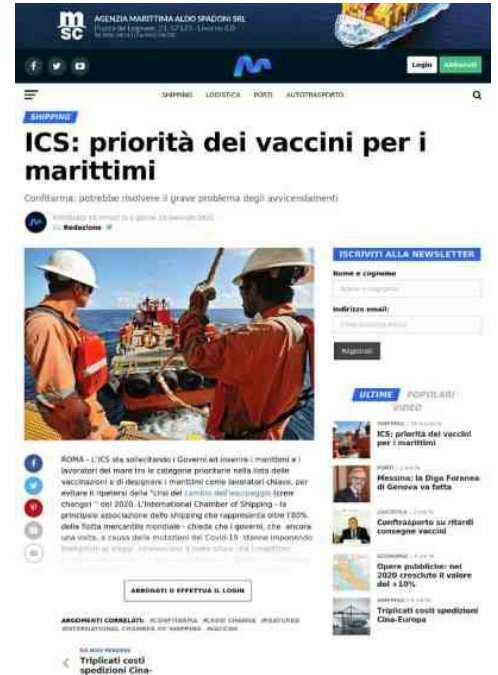 msc
AGENZIA MARITTIMA ALDO SPADONI SRL
Login
Abbonati
SHIPPING LOGISTICA PORTI AUTOTRASPORTO
SHIPPING
ICS: priorità dei vaccini per i
marittimi
Confitarma: potrebbe risolvere il grave problema degli avvicendamenti
Redazione
ISCRIVITI ALLA NEWSLETTER
Nome e cognome
Nome e cognome
Indirizzo email:
Registrati
ULTIME POPOLARI
VIDEO
ICS: priorità dei vaccini
per i marittimi
Messina: la Diga Foranea
di Genova va fatta
Confrasporto su ritardi
consegne vaccini
Opere pubbliche: nel
2020 cresciuto il valore
del +10%
Triplicati costi spedizioni
Cina-Europa
ROMA - L'ICS sta sollecitando i Governi ad inserire i marittimi e i
lavoratori del mare tra le categorie prioritarie nella lista delle
vaccinazioni e di designare i marittimi come lavoratori chiave, per
evitare il ripetersi della "crisi del cambio dell'equipaggio (crew
change) " del 2020. L'International Chamber of Shipping - la
principale associazione dello shipping che rappresenta oltre l'80%
della flotta mercantile mondiale - chiede che i governi, che ancora
una volta, a causa delle mutazioni del Covid-19 stanno imponendo
ABBONATI O EFFETTUA IL LOGIN
ARGOMENTI CORRELATI: #CONFITARMA #CREW CHANGE #FEATURED
#INTERNATIONAL CHAMBER OF SHIPPING #VACCINI
DA NON PERDERE
Triplicati costi
spedizioni Cina-